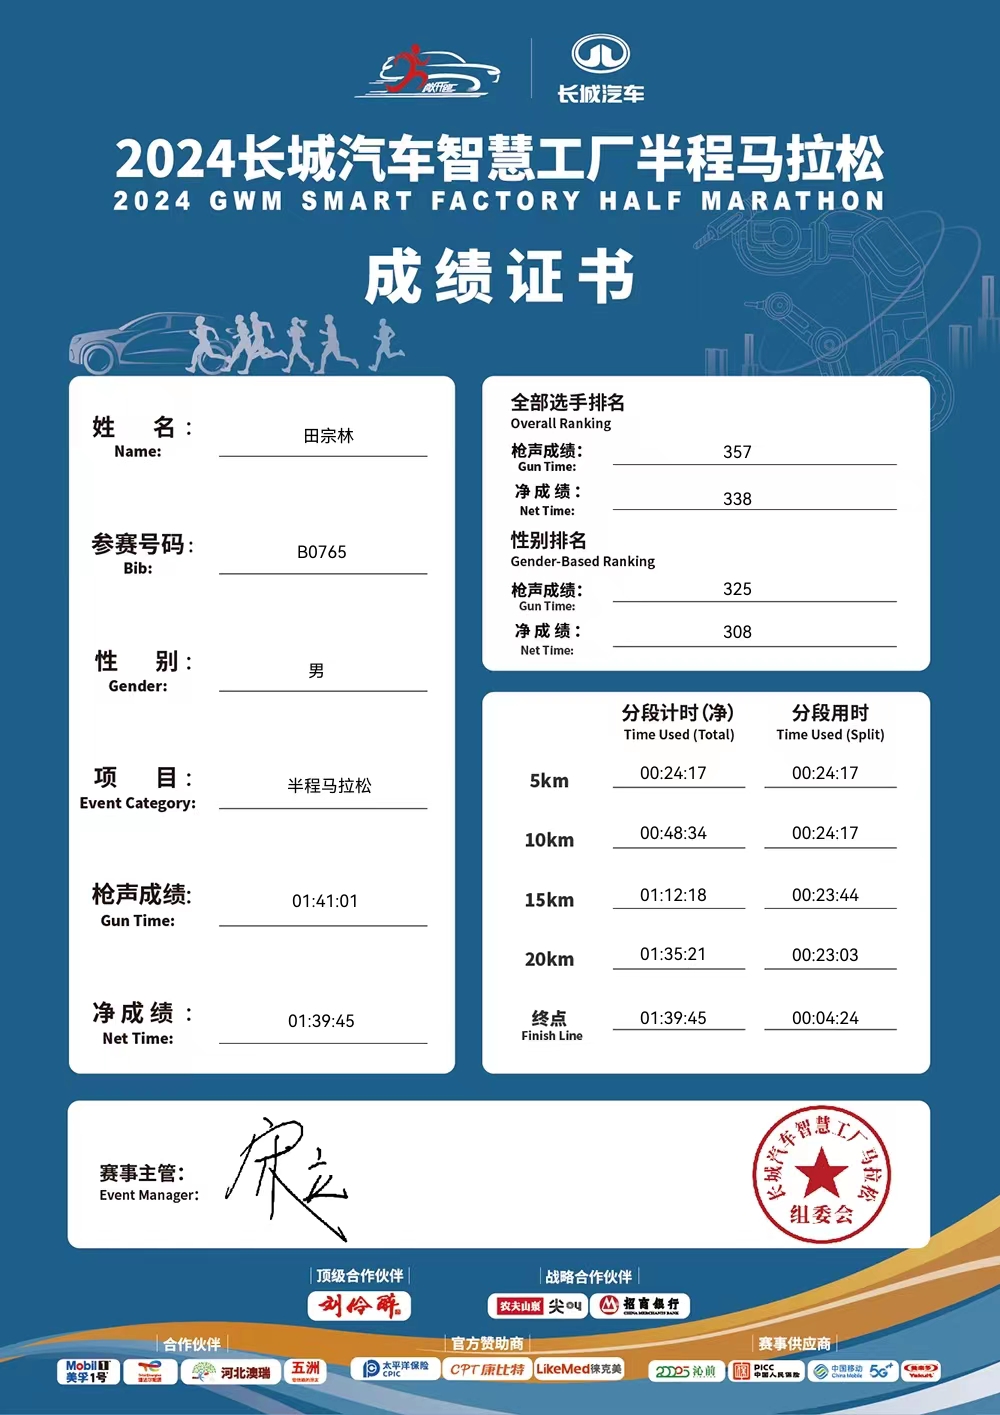 欧研跑
长城汽车
2024长城汽车智慧工厂半程马拉松
2024 GWM SMART FACTORY HALF MARATHON
成绩证书
姓 名： 田宗林
Name:
参赛号码： B0765
Bib:
性 别： 男
Gender:
项 目： 半程马拉松
Event Category:
枪声成绩: 01:41:01
Gun Time:
净成绩： 01:39:45
Net Time:
全部选手排名
Overall Ranking
枪声成绩： 357
Gun Time:
净成绩： 338
Net Time:
性别排名
Gender-Based Ranking
枪声成绩： 325
Gun Time:
净成绩： 308
Net Time:
分段计时（净） 分段用时
Time Used (Total) Time Used (Split)
5km 00:24:17 00:24:17
10km 00:48:34 00:24:17
15km 01:12:18 00:23:44
20km 01:35:21 00:23:03
终点 01:39:45 00:04:24
Finish Line
赛事主管：
Event Manager:
长城汽车智慧工厂马拉松
组委会
顶级合作伙伴 战略合作伙伴
刘伶醉 农夫山泉 尖叫 招商银行
CHINA MERCHANTS BANK
合作伙伴 官方赞助商 赛事供应商
Mobil 1 美孚1号 河北澳瑞 五洲 太平洋保险 CPIC CPT康比特 LikeMed徕克美 沁前 PICC 中国人民保险 中国移动 China Mobile 5G+ Yakult